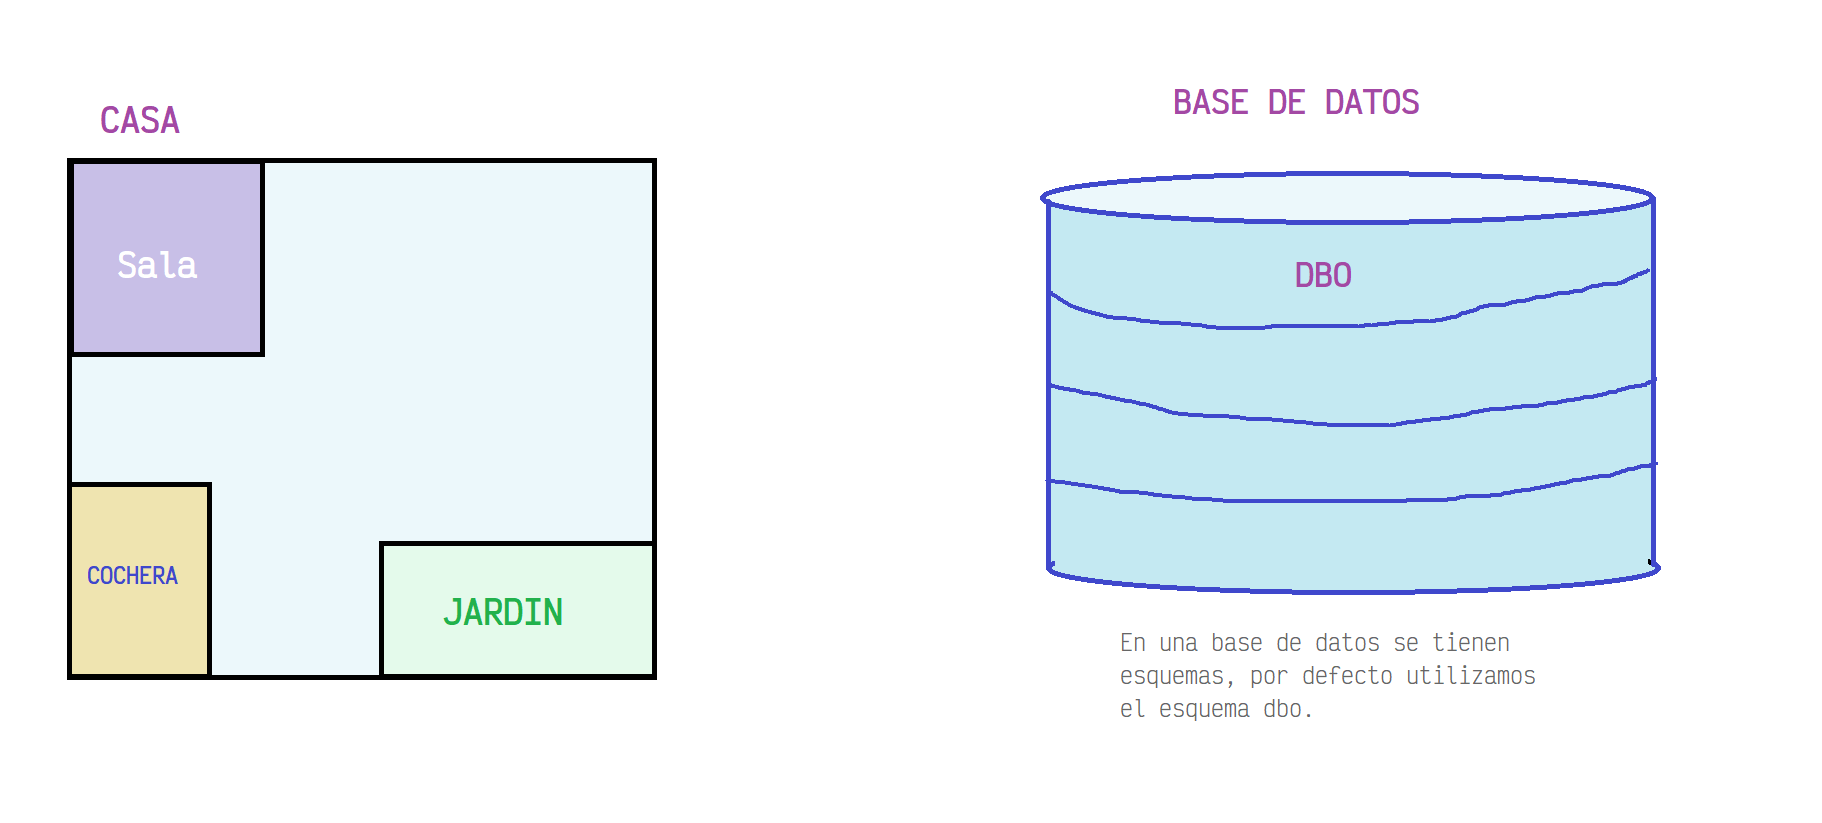 CASA
Sala
COCHERA
JARDIN
BASE DE DATOS
DBO
En una base de datos se tienen
esquemas, por defecto utilizamos
el esquema dbo.